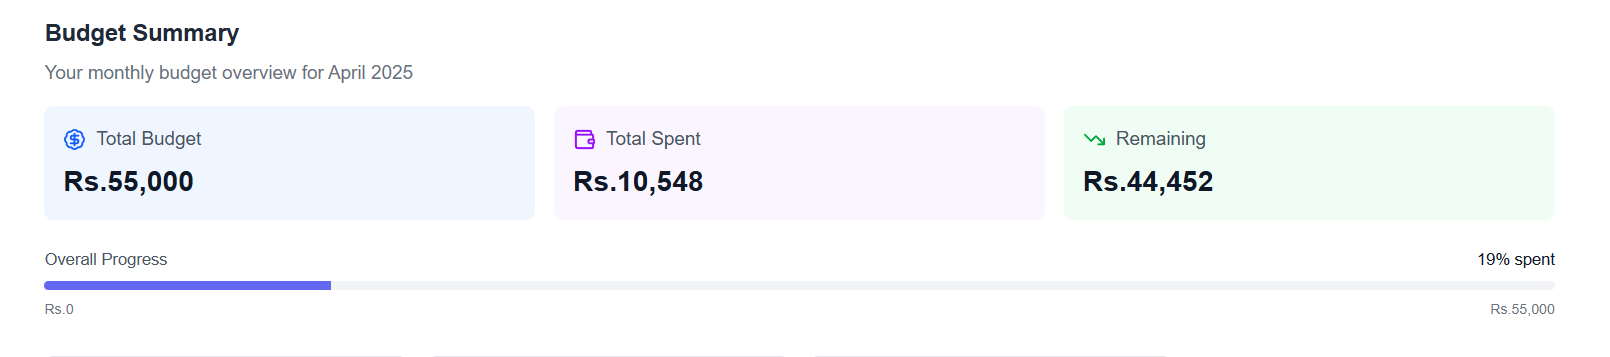 Budget Summary
Your monthly budget overview for April 2025
Total Budget
Rs.55,000
Total Spent
Rs.10,548
Remaining
Rs.44,452
Overall Progress
19% spent
Rs.0
Rs.55,000